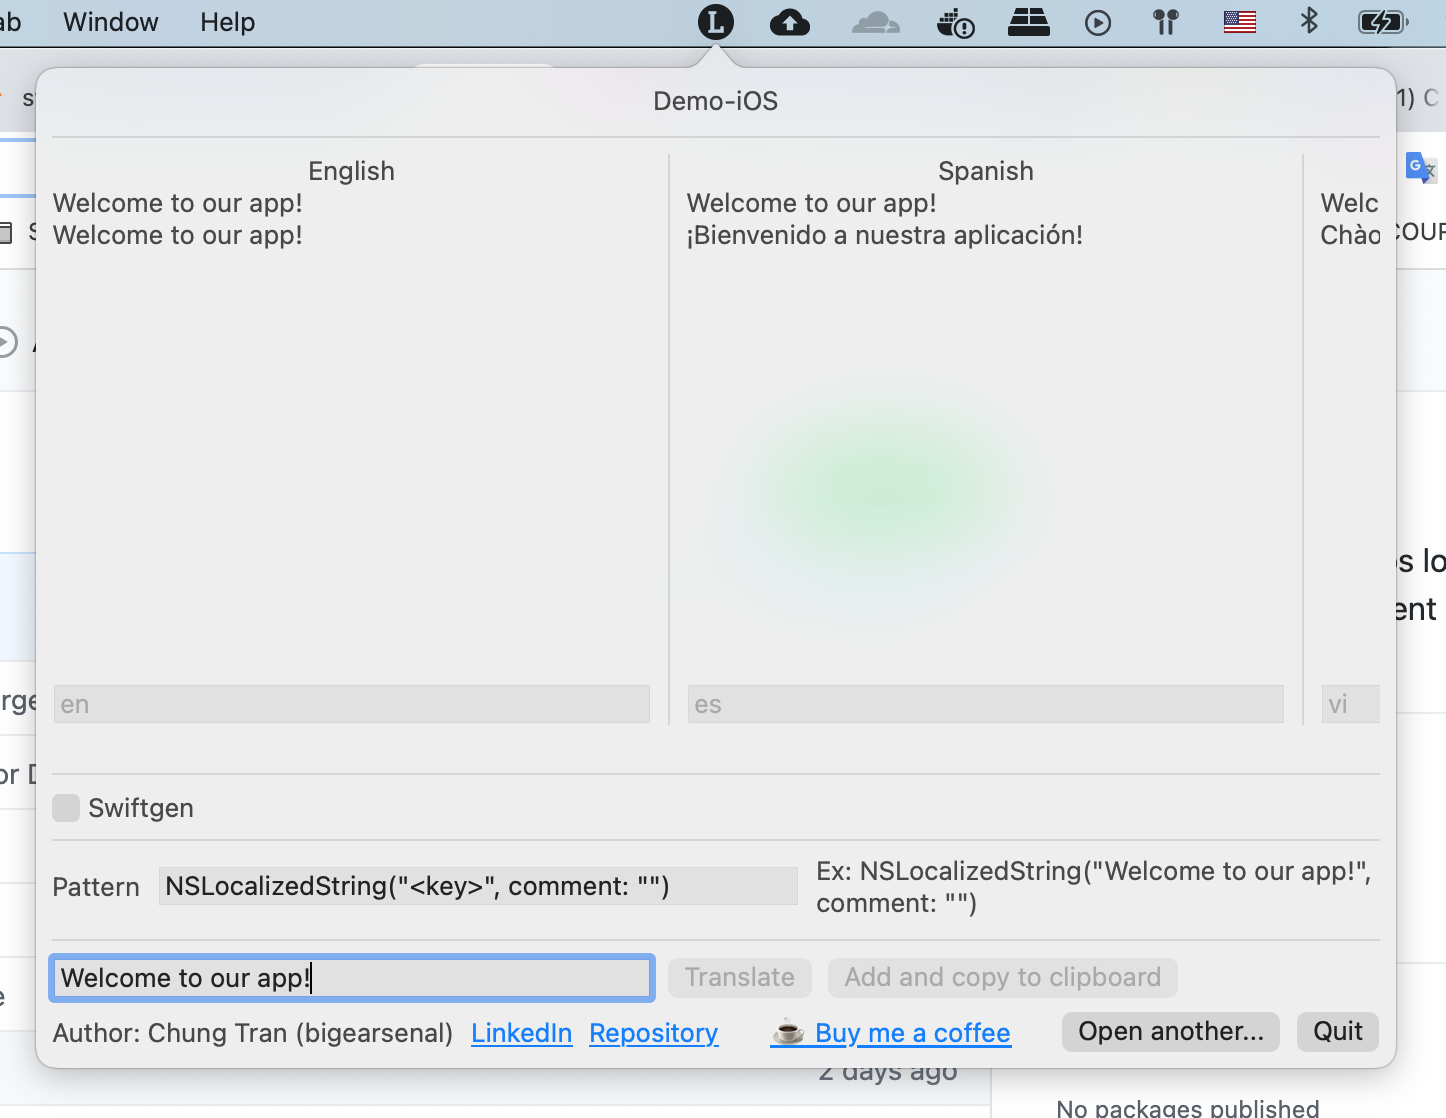 Window Help
Demo-iOS
English
Welcome to our app!
Welcome to our app!
en
Spanish
Welcome to our app!
¡Bienvenido a nuestra aplicación!
es
Chào
vi
Swiftgen
Pattern
NSLocalizedString("<key>", comment: "")
Ex: NSLocalizedString("Welcome to our app!",
comment: "")
Welcome to our app!
Translate
Add and copy to clipboard
Author: Chung Tran (bigearsenal) LinkedIn Repository
Buy me a coffee
Open another...
Quit
2 days ago
No packages published